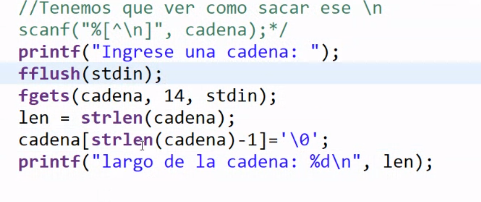 //Tenemos que ver como sacar ese \n
scanf("%[^\n]", cadena);*/
printf("Ingrese una cadena: ");
fflush(stdin);
fgets(cadena, 14, stdin);
len = strlen(cadena);
cadena[strlen(cadena)-1]='\0';
printf("largo de la cadena: %d\n", len);